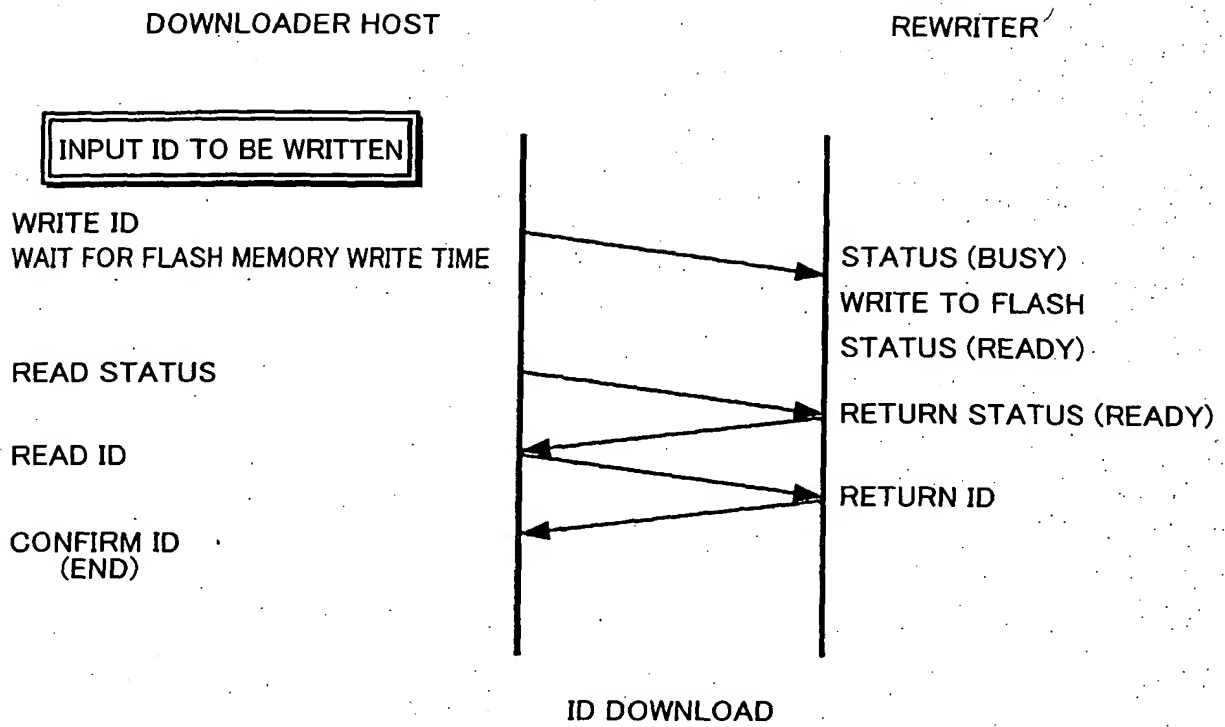 DOWNLOADER HOST
REWRITER
INPUT ID TO BE WRITTEN
WRITE ID
WAIT FOR FLASH MEMORY WRITE TIME
STATUS (BUSY)
WRITE TO FLASH
STATUS (READY)
READ STATUS
RETURN STATUS (READY)
READ ID
RETURN ID
CONFIRM ID
(END)
ID DOWNLOAD